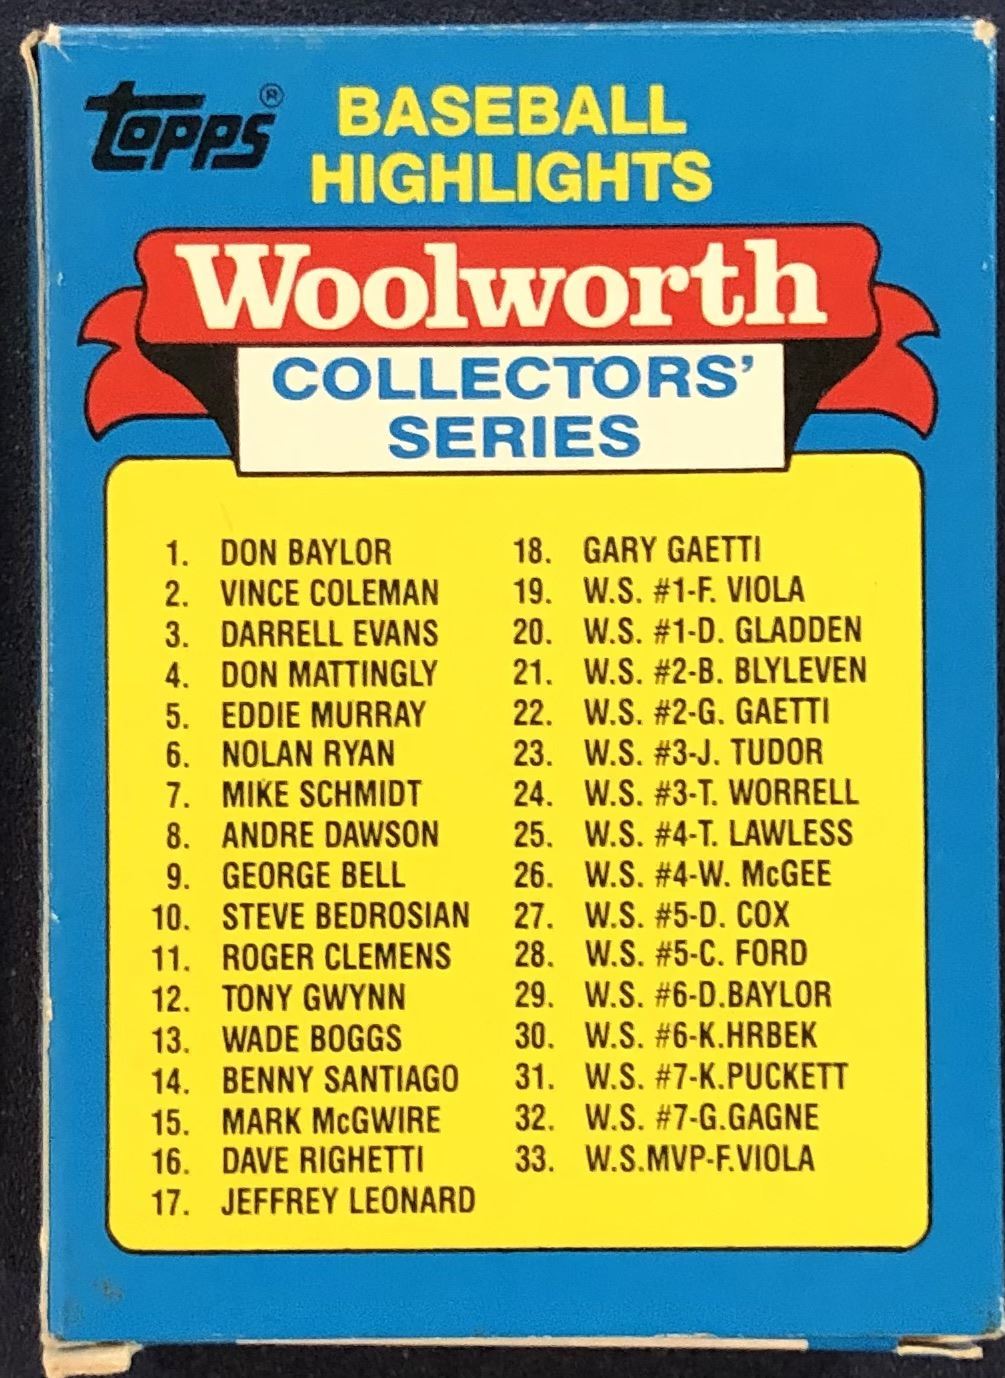 Topps®
BASEBALL
HIGHLIGHTS
Woolworth
COLLECTORS'
SERIES
1. DON BAYLOR
2. VINCE COLEMAN
3. DARRELL EVANS
4. DON MATTINGLY
5. EDDIE MURRAY
6. NOLAN RYAN
7. MIKE SCHMIDT
8. ANDRE DAWSON
9. GEORGE BELL
10. STEVE BEDROSIAN
11. ROGER CLEMENS
12. TONY GWYNN
13. WADE BOGGS
14. BENNY SANTIAGO
15. MARK McGWIRE
16. DAVE RIGHETTI
17. JEFFREY LEONARD
18. GARY GAETTI
19. W.S. #1-F. VIOLA
20. W.S. #1-D. GLADDEN
21. W.S. #2-B. BLYLEVEN
22. W.S. #2-G. GAETTI
23. W.S. #3-J. TUDOR
24. W.S. #3-T. WORRELL
25. W.S. #4-T. LAWLESS
26. W.S. #4-W. McGEE
27. W.S. #5-D. COX
28. W.S. #5-C. FORD
29. W.S. #6-D.BAYLOR
30. W.S. #6-K.HRBEK
31. W.S. #7-K.PUCKETT
32. W.S. #7-G.GAGNE
33. W.S.MVP-F.VIOLA